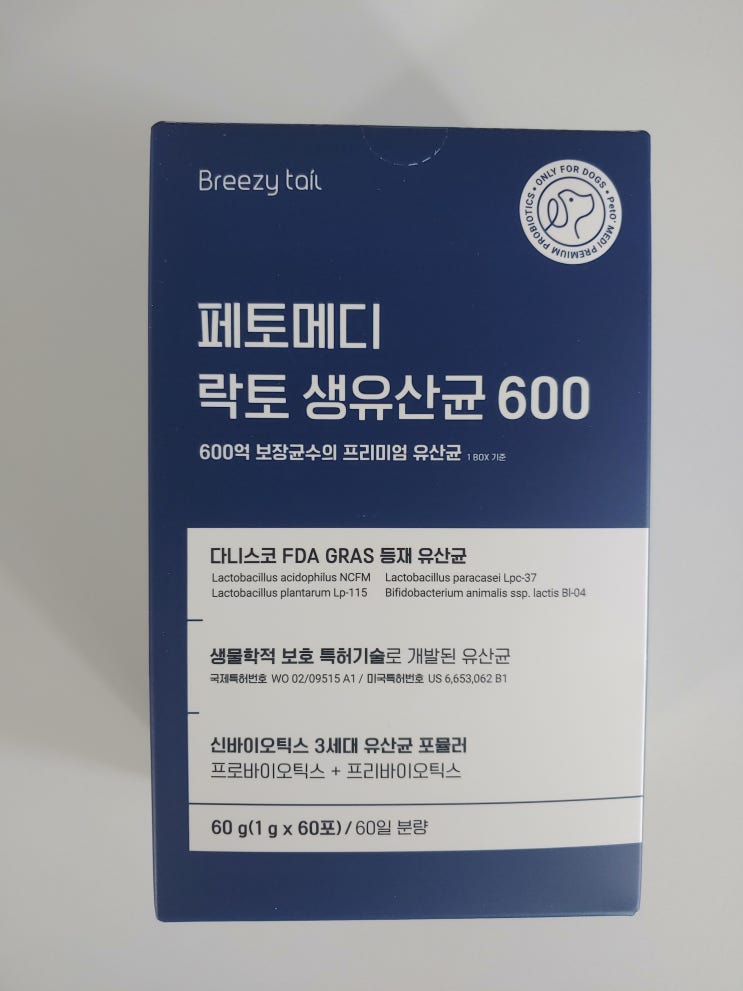 Breezy tail
ONLY FOR DOGS • PetO' MEDI PREMIUM PROBIOTICS •
페토메디
락토 생유산균 600
600억 보장균수의 프리미엄 유산균 1 BOX 기준
다니스코 FDA GRAS 등재 유산균
Lactobacillus acidophilus NCFM Lactobacillus paracasei Lpc-37
Lactobacillus plantarum Lp-115 Bifidobacterium animalis ssp. lactis Bl-04
생물학적 보호 특허기술로 개발된 유산균
국제특허번호 WO 02/09515 A1 / 미국특허번호 US 6,653,062 B1
신바이오틱스 3세대 유산균 포뮬러
프로바이오틱스 + 프리바이오틱스
60 g(1 g x 60포) / 60일 분량